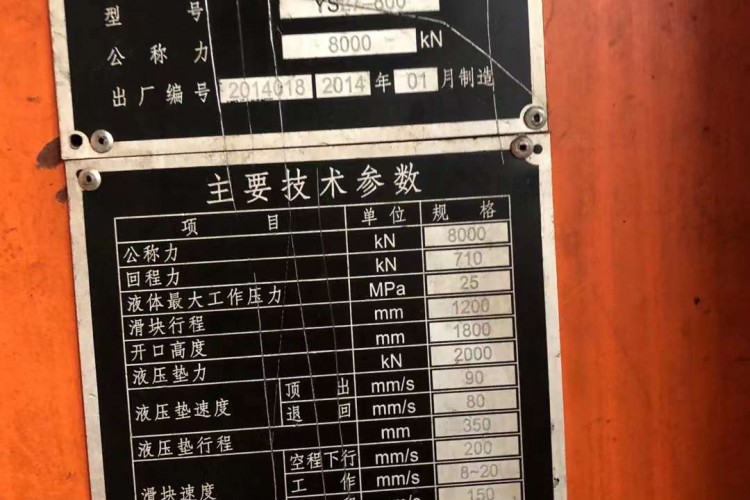 型 号 YS27-800
公 称 力 8000 kN
出 厂 编 号 2014018 2014 年 01 月制造
主要技术参数
项 目 单 位 规 格
公称力 kN 8000
回程力 kN 710
液体最大工作压力 MPa 25
滑块行程 mm 1200
开口高度 mm 1800
液压垫力 kN 2000
液压垫速度 顶 出 mm/s 90
退 回 mm/s 80
液压垫行程 mm 350
滑块速度 空程下行 mm/s 200
工 作 mm/s 8~20
程 mm/s 150